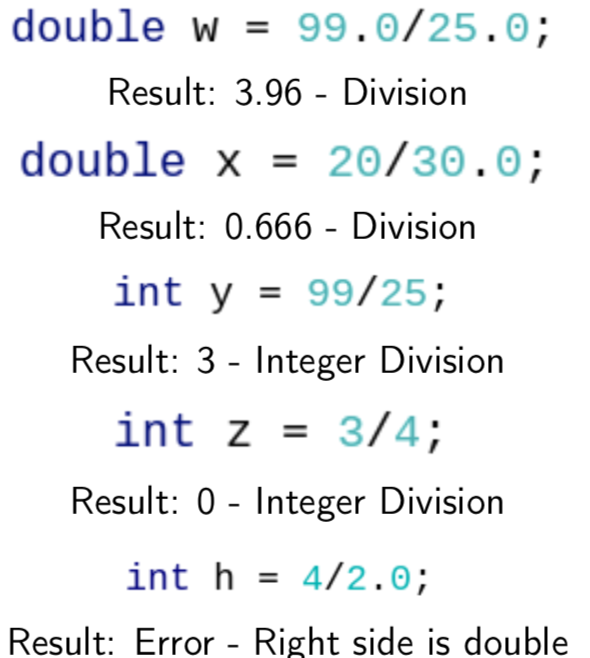 double w = 99.0/25.0;
Result: 3.96 - Division
double x = 20/30.0;
Result: 0.666 - Division
int y = 99/25;
Result: 3 - Integer Division
int z = 3/4;
Result: 0 - Integer Division
int h = 4/2.0;
Result: Error - Right side is double